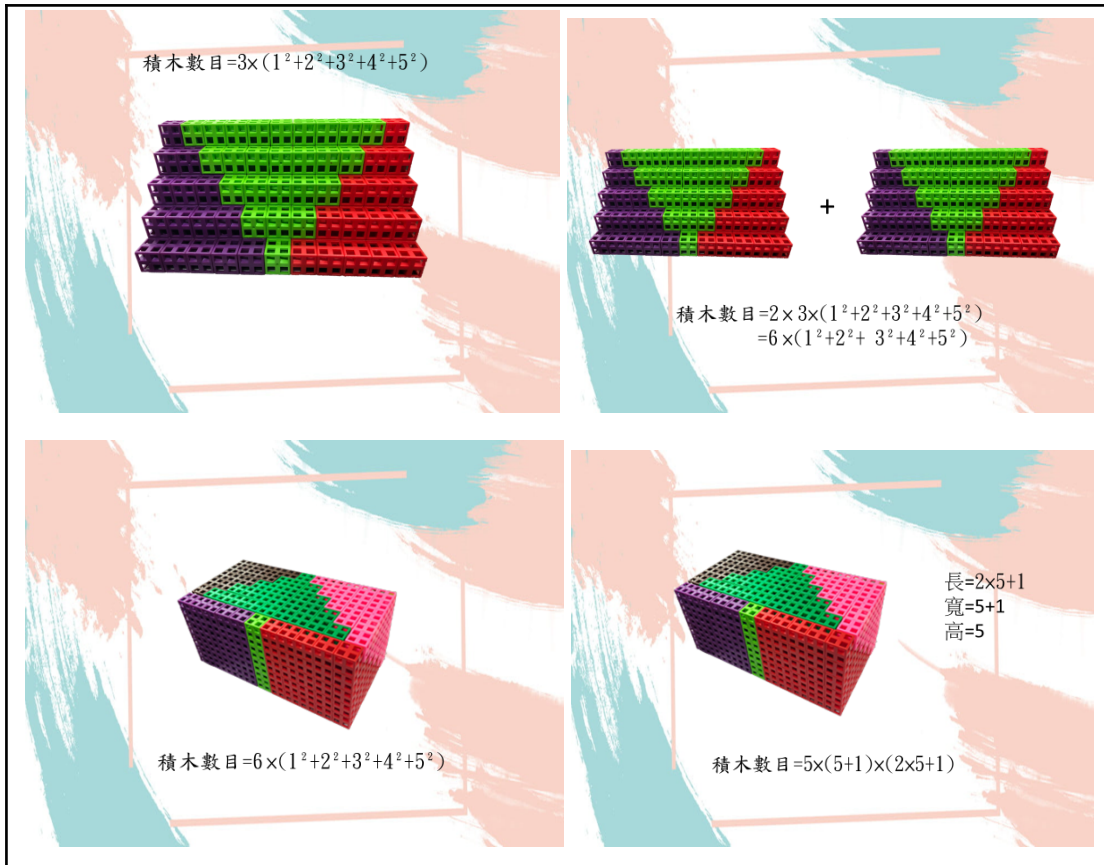 積木數目=3×(1²+2²+3²+4²+5²)
+
積木數目=2×3×(1²+2²+3²+4²+5²)
=6×(1²+2²+ 3²+4²+5²)
積木數目=6×(1²+2²+3²+4²+5²)
長=2×5+1
寬=5+1
高=5
積木數目=5×(5+1)×(2×5+1)